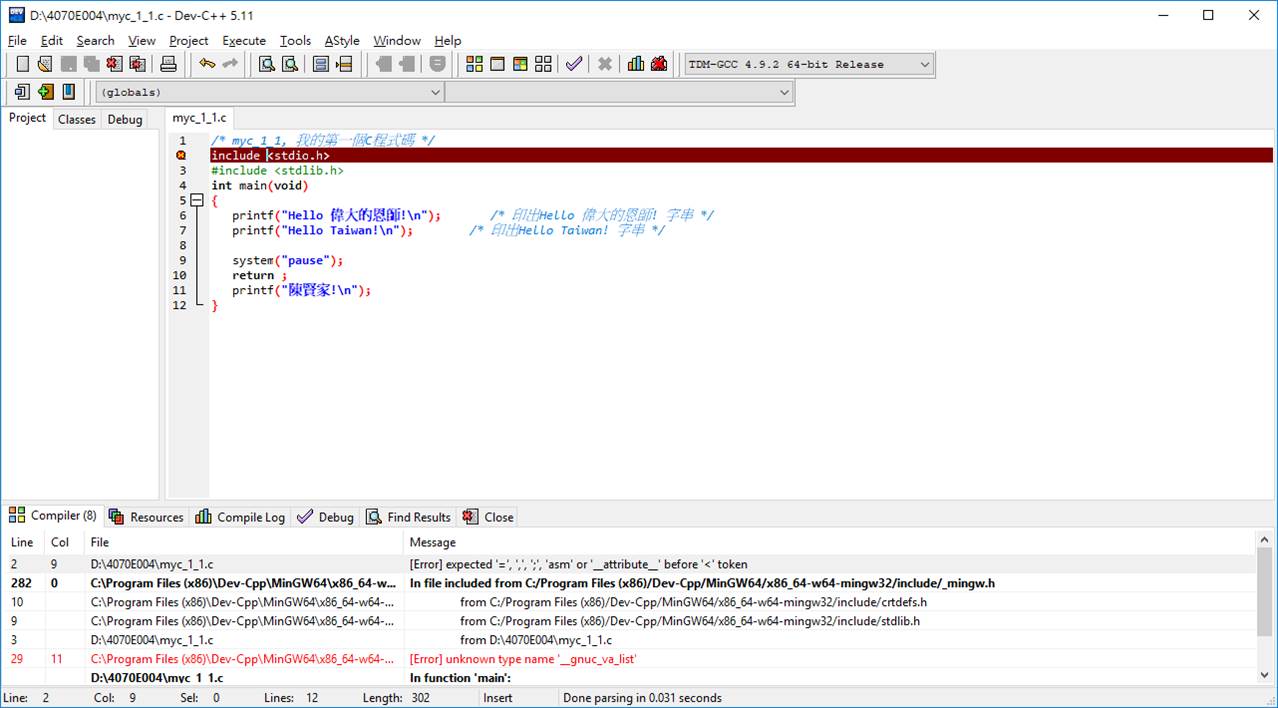 D:\4070E004\myc_1_1.c - Dev-C++ 5.11
File Edit Search View Project Execute Tools AStyle Window Help
TDM-GCC 4.9.2 64-bit Release
(globals)
Project Classes Debug
myc_1_1.c
1 /* myc_1_1, 我的第一個C程式碼 */
include <stdio.h>
3 #include <stdlib.h>
4 int main(void)
5 {
6 printf("Hello 偉大的恩師!\n"); /* 印出Hello 偉大的恩師! 字串 */
7 printf("Hello Taiwan!\n"); /* 印出Hello Taiwan! 字串 */
8
9 system("pause");
10 return ;
11 printf("陳賢家!\n");
12 }
Compiler (8) Resources Compile Log Debug Find Results Close
Line Col File Message
2 9 D:\4070E004\myc_1_1.c [Error] expected '=', ',', ';', 'asm' or '__attribute__' before '<' token
282 0 C:\Program Files (x86)\Dev-Cpp\MinGW64\x86_64-w... In file included from C:/Program Files (x86)/Dev-Cpp/MinGW64/x86_64-w64-mingw32/include/_mingw.h
10 C:\Program Files (x86)\Dev-Cpp\MinGW64\x86_64-w64-... from C:/Program Files (x86)/Dev-Cpp/MinGW64/x86_64-w64-mingw32/include/crtdefs.h
9 C:\Program Files (x86)\Dev-Cpp\MinGW64\x86_64-w64-... from C:/Program Files (x86)/Dev-Cpp/MinGW64/x86_64-w64-mingw32/include/stdlib.h
3 D:\4070E004\myc_1_1.c from D:\4070E004\myc_1_1.c
29 11 C:\Program Files (x86)\Dev-Cpp\MinGW64\x86_64-w64-... [Error] unknown type name '__gnuc_va_list'
D:\4070E004\myc_1_1.c In function 'main':
Line: 2 Col: 9 Sel: 0 Lines: 12 Length: 302 Insert Done parsing in 0.031 seconds